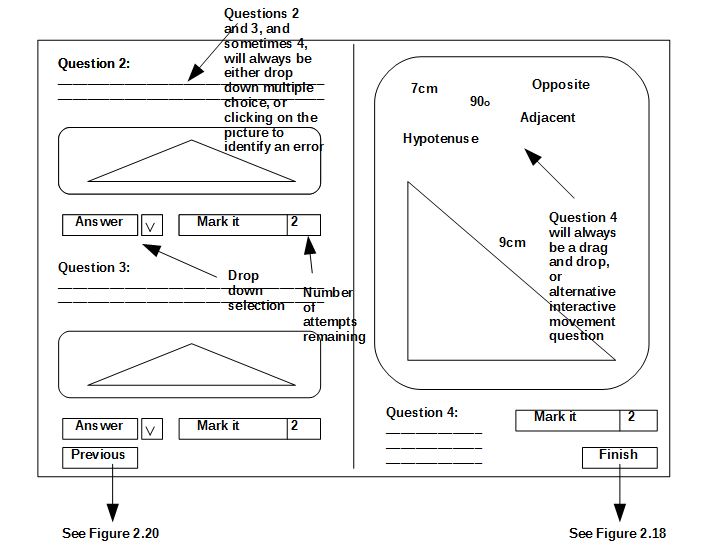 Questions 2
and 3, and
sometimes 4,
will always be
either drop
down multiple
choice, or
clicking on the
picture to
identify an error
Question 2:
Answer
V
Mark it
2
Drop
down
selection
Number
of
attempts
remaining
Question 3:
Answer
V
Mark it
2
Previous
See Figure 2.20
7cm
90o
Opposite
Adjacent
Hypotenuse
9cm
Question 4
will always
be a drag
and drop,
or
alternative
interactive
movement
question
Question 4:
Mark it
2
Finish
See Figure 2.18